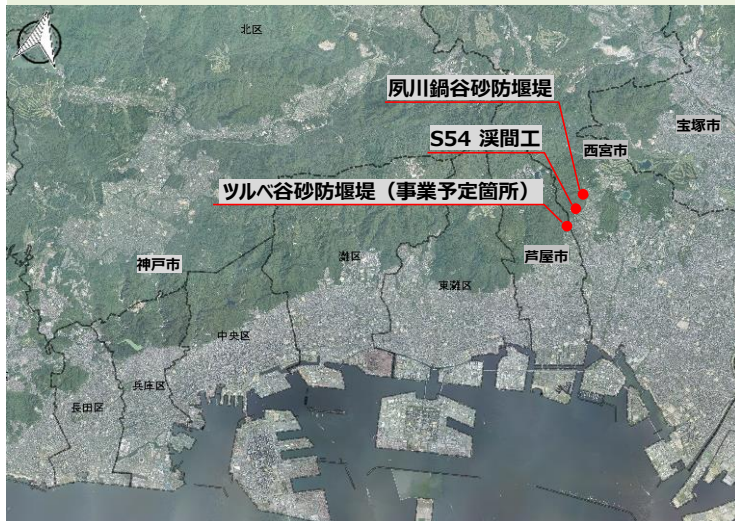 北区
夙川鍋谷砂防堰堤
宝塚市
S54 渓間工
西宮市
ツルベ谷砂防堰堤（事業予定箇所）
芦屋市
神戸市
灘区
東灘区
中央区
兵庫区
長田区